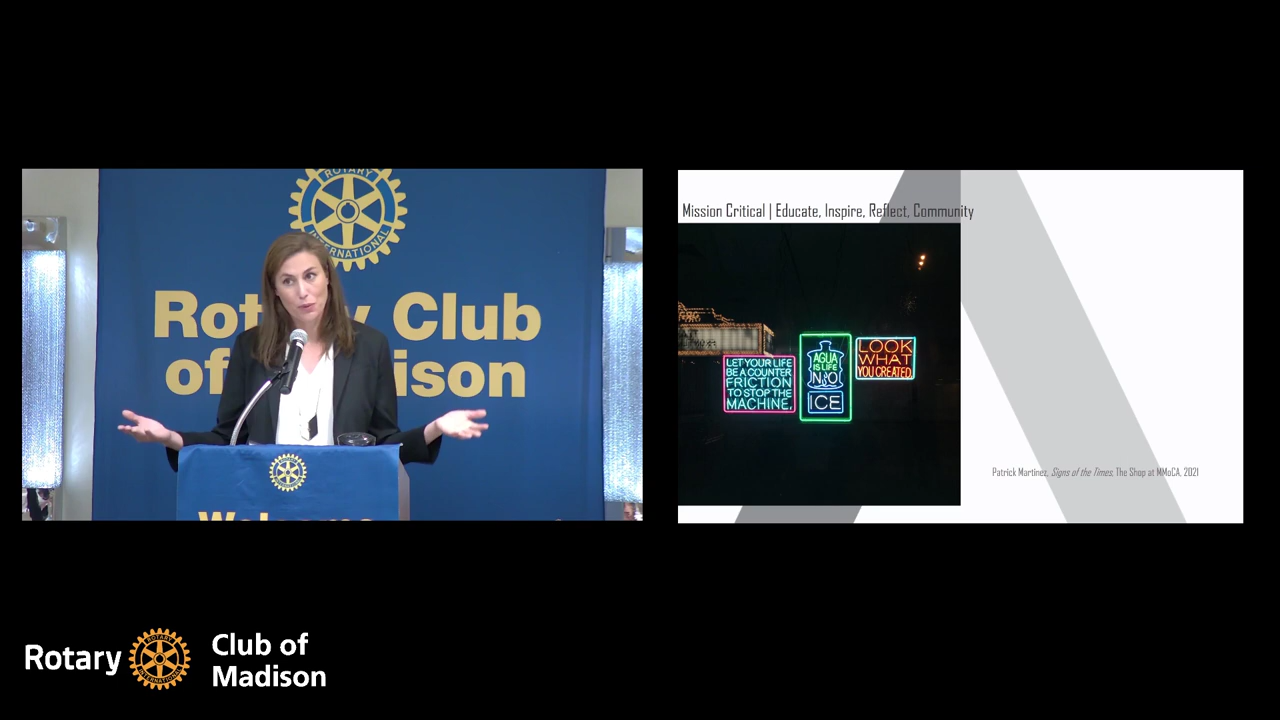 ROTARY
INTERNATIONAL
Rotary Club
of Madison
Welcome
Mission Critical | Educate, Inspire, Reflect, Community
LET YOUR LIFE
BE A COUNTER
FRICTION
TO STOP THE
MACHINE.
AGUA
IS LIFE
NO!
ICE
LOOK
WHAT
YOU CREATED
Patrick Martinez, Signs of the Times, The Shop at MMoCA, 2021
Rotary
ROTARY
INTERNATIONAL
Club of
Madison